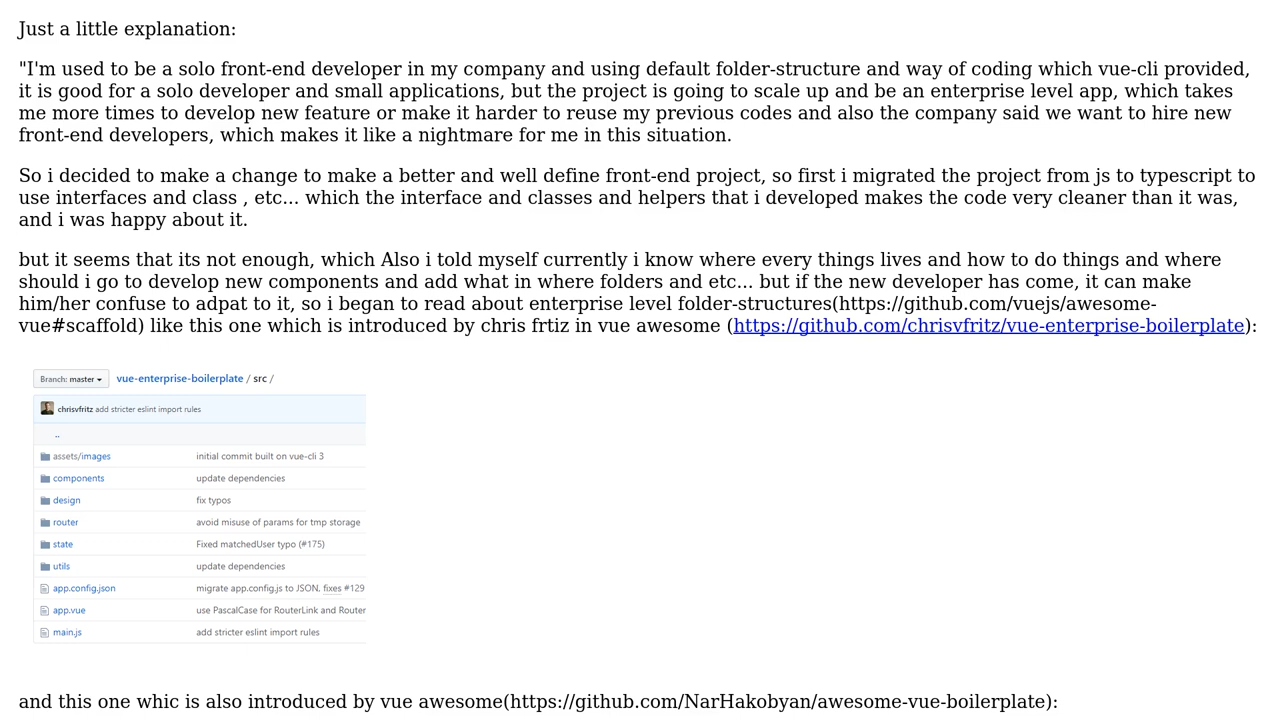 Just a little explanation:
"I'm used to be a solo front-end developer in my company and using default folder-structure and way of coding which vue-cli provided,
it is good for a solo developer and small applications, but the project is going to scale up and be an enterprise level app, which takes
me more times to develop new feature or make it harder to reuse my previous codes and also the company said we want to hire new
front-end developers, which makes it like a nightmare for me in this situation.
So i decided to make a change to make a better and well define front-end project, so first i migrated the project from js to typescript to
use interfaces and class , etc... which the interface and classes and helpers that i developed makes the code very cleaner than it was,
and i was happy about it.
but it seems that its not enough, which Also i told myself currently i know where every things lives and how to do things and where
should i go to develop new components and add what in where folders and etc... but if the new developer has come, it can make
him/her confuse to adpat to it, so i began to read about enterprise level folder-structures(https://github.com/vuejs/awesome-
vue#scaffold) like this one which is introduced by chris frtiz in vue awesome (https://github.com/chrisvfritz/vue-enterprise-boilerplate):
Branch: master vue-enterprise-boilerplate / src /
chrisvfritz add stricter eslint import rules
..
assets/images initial commit built on vue-cli 3
components update dependencies
design fix typos
router avoid misuse of params for tmp storage
state Fixed matchedUser typo (#175)
utils update dependencies
app.config.json migrate app.config.js to JSON, fixes #129
app.vue use PascalCase for RouterLink and Router
main.js add stricter eslint import rules
and this one whic is also introduced by vue awesome(https://github.com/NarHakobyan/awesome-vue-boilerplate):